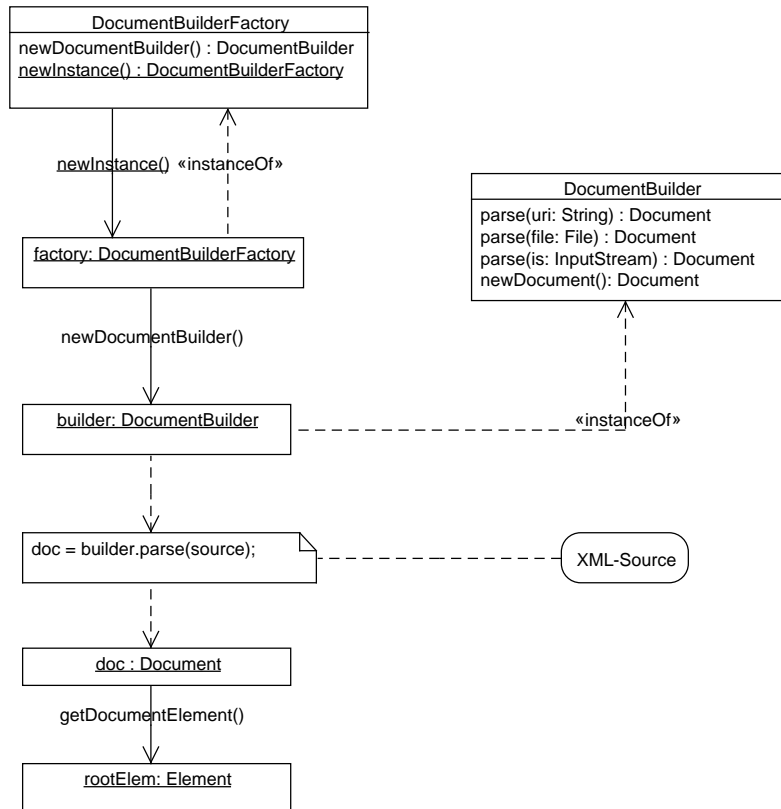 DocumentBuilderFactory
newDocumentBuilder() : DocumentBuilder
newInstance() : DocumentBuilderFactory
newInstance()
«instanceOf»
DocumentBuilder
parse(uri: String) : Document
parse(file: File) : Document
parse(is: InputStream) : Document
newDocument(): Document
factory: DocumentBuilderFactory
newDocumentBuilder()
builder: DocumentBuilder
«instanceOf»
doc = builder.parse(source);
XML-Source
doc : Document
getDocumentElement()
rootElem: Element